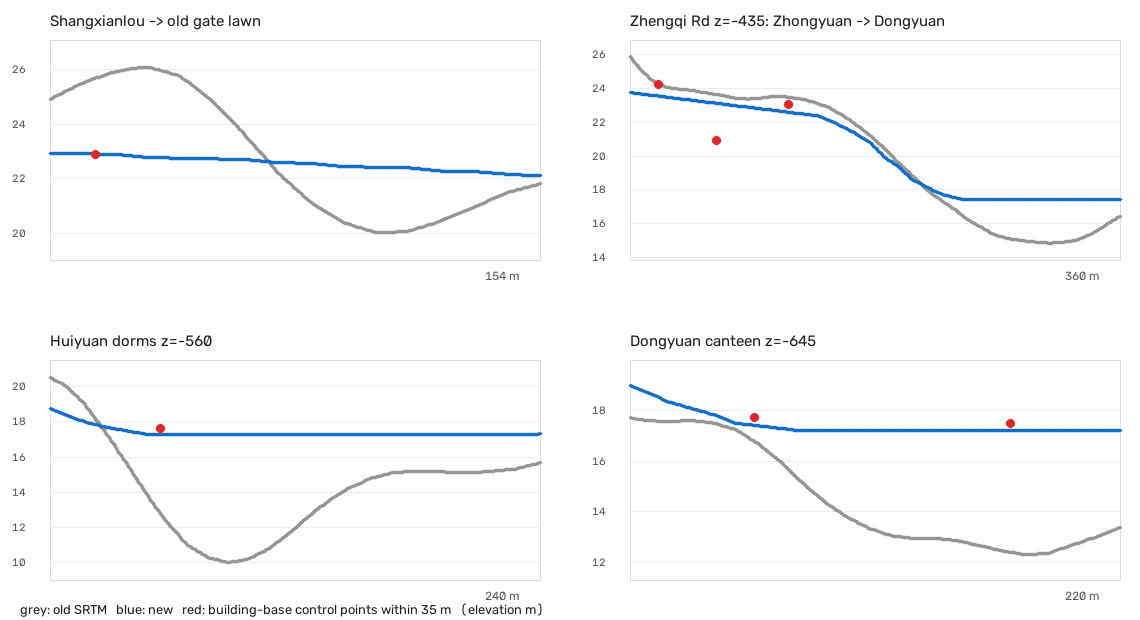 Shangxianlou -> old gate lawn
26
24
22
20
154 m
Zhengqi Rd z=-435: Zhongyuan -> Dongyuan
26
24
22
20
18
16
14
360 m
Huiyuan dorms z=-560
20
18
16
14
12
10
240 m
Dongyuan canteen z=-645
18
16
14
12
220 m
grey: old SRTM blue: new red: building-base control points within 35 m (elevation m)